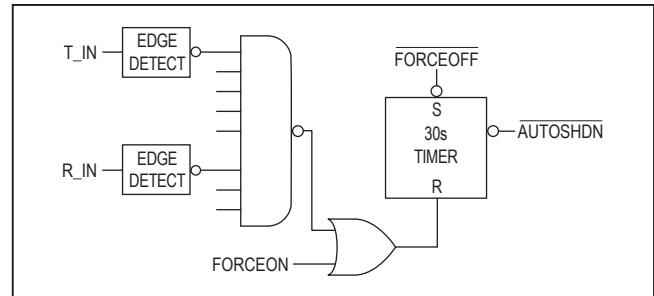 T_IN
EDGE
DETECT
R_IN
EDGE
DETECT
FORCEON
FORCEOFF
S
30s
TIMER
R
AUTOSHDN